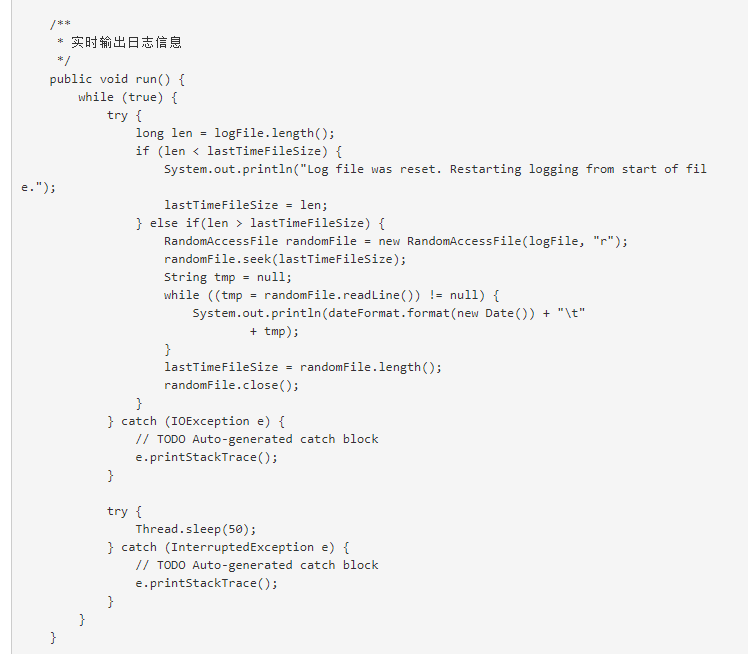 /**
     * 实时输出日志信息
     */
    public void run() {
        while (true) {
            try {
                long len = logFile.length();
                if (len < lastTimeFileSize) {
                    System.out.println("Log file was reset. Restarting logging from start of fil
e.");
                    lastTimeFileSize = len;
                } else if(len > lastTimeFileSize) {
                    RandomAccessFile randomFile = new RandomAccessFile(logFile, "r");
                    randomFile.seek(lastTimeFileSize);
                    String tmp = null;
                    while ((tmp = randomFile.readLine()) != null) {
                        System.out.println(dateFormat.format(new Date()) + "\t"
                                + tmp);
                    }
                    lastTimeFileSize = randomFile.length();
                    randomFile.close();
                }
            } catch (IOException e) {
                // TODO Auto-generated catch block
                e.printStackTrace();
            }

            try {
                Thread.sleep(50);
            } catch (InterruptedException e) {
                // TODO Auto-generated catch block
                e.printStackTrace();
            }
        }
    }